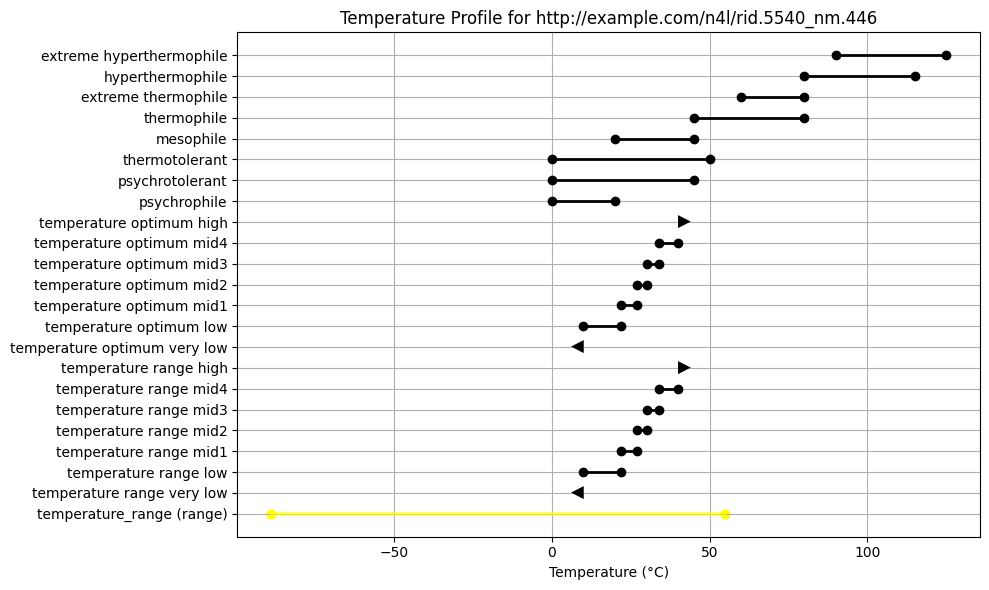 Temperature Profile for http://example.com/n4l/rid.5540_nm.446
extreme hyperthermophile
hyperthermophile
extreme thermophile
thermophile
mesophile
thermotolerant
psychrotolerant
psychrophile
temperature optimum high
temperature optimum mid4
temperature optimum mid3
temperature optimum mid2
temperature optimum mid1
temperature optimum low
temperature optimum very low
temperature range high
temperature range mid4
temperature range mid3
temperature range mid2
temperature range mid1
temperature range low
temperature range very low
temperature_range (range)
−50 0 50 100
Temperature (°C)